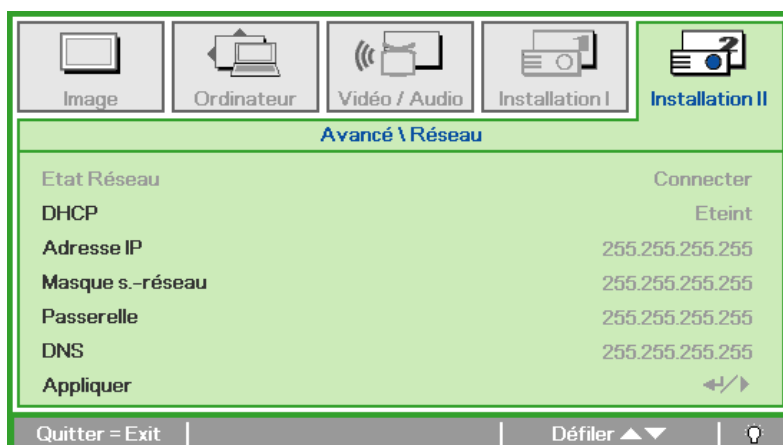 Image Ordinateur Vidéo / Audio Installation I Installation II
Avancé \ Réseau
Etat Réseau Connecter
DHCP Eteint
Adresse IP 255.255.255.255
Masque s.-réseau 255.255.255.255
Passerelle 255.255.255.255
DNS 255.255.255.255
Appliquer
Quitter = Exit Défiler ▲▼